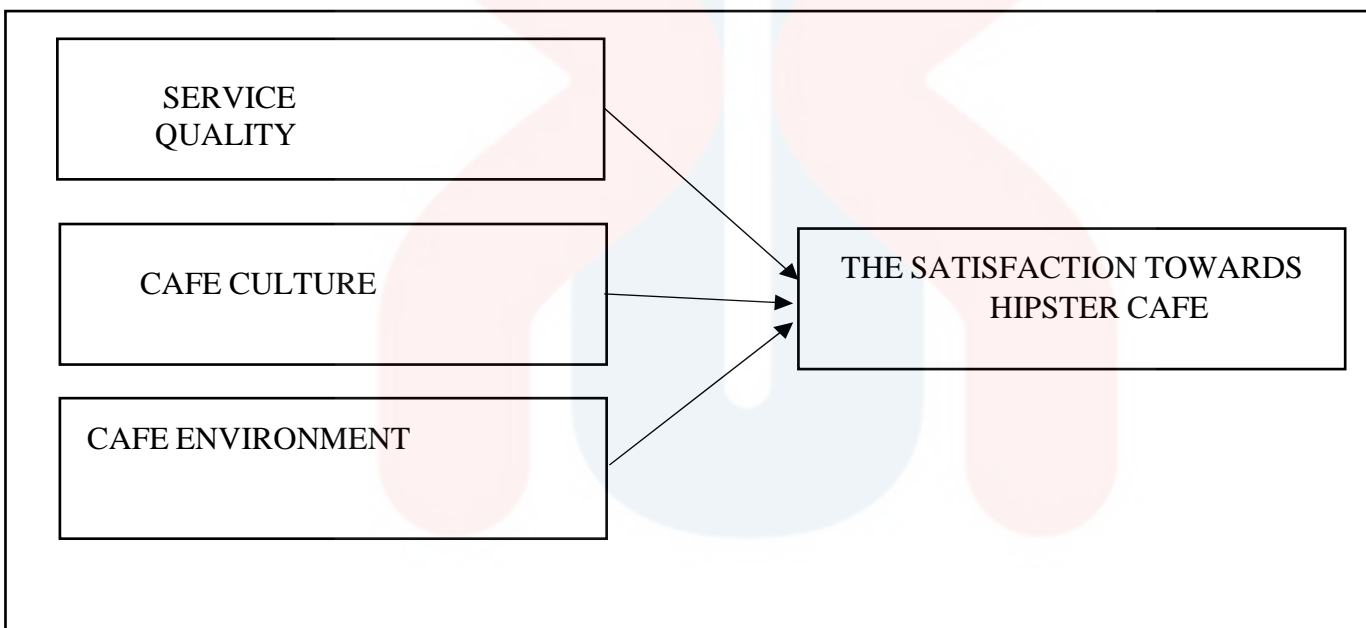 SERVICE
QUALITY
CAFE CULTURE
CAFE ENVIRONMENT
THE SATISFACTION TOWARDS
HIPSTER CAFE